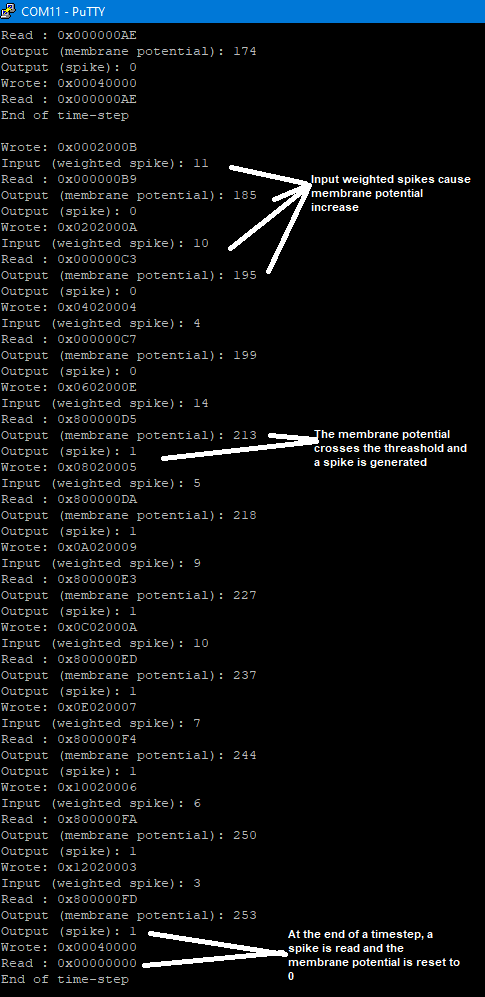 COM11 - PuTTY
Read : 0x000000AE
Output (membrane potential): 174
Output (spike): 0
Wrote: 0x00040000
Read : 0x000000AE
End of time-step
Wrote: 0x0002000B
Input (weighted spike): 11
Read : 0x000000B9
Output (membrane potential): 185
Output (spike): 0
Wrote: 0x0202000A
Input (weighted spike): 10
Read : 0x000000C3
Output (membrane potential): 195
Output (spike): 0
Wrote: 0x04020004
Input (weighted spike): 4
Read : 0x000000C7
Output (membrane potential): 199
Output (spike): 0
Wrote: 0x0602000E
Input (weighted spike): 14
Read : 0x800000D5
Output (membrane potential): 213
Output (spike): 1
Wrote: 0x08020005
Input (weighted spike): 5
Read : 0x800000DA
Output (membrane potential): 218
Output (spike): 1
Wrote: 0x0A020009
Input (weighted spike): 9
Read : 0x800000E3
Output (membrane potential): 227
Output (spike): 1
Wrote: 0x0C02000A
Input (weighted spike): 10
Read : 0x800000ED
Output (membrane potential): 237
Output (spike): 1
Wrote: 0x0E020007
Input (weighted spike): 7
Read : 0x800000F4
Output (membrane potential): 244
Output (spike): 1
Wrote: 0x10020006
Input (weighted spike): 6
Read : 0x800000FA
Output (membrane potential): 250
Output (spike): 1
Wrote: 0x12020003
Input (weighted spike): 3
Read : 0x800000FD
Output (membrane potential): 253
Output (spike): 1
Wrote: 0x00040000
Read : 0x00000000
End of time-step
Input weighted spikes cause
membrane potential
increase
The membrane potential
crosses the threashold and
a spike is generated
At the end of a timestep, a
spike is read and the
membrane potential is reset to
0